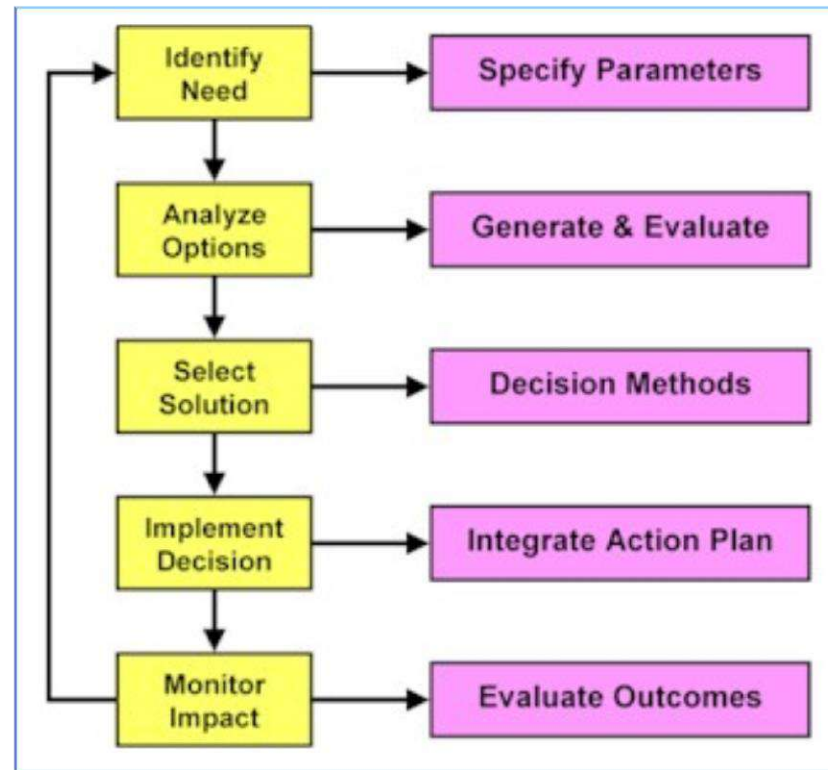 Identify
Need
Specify Parameters
Analyze
Options
Generate & Evaluate
Select
Solution
Decision Methods
Implement
Decision
Integrate Action Plan
Monitor
Impact
Evaluate Outcomes